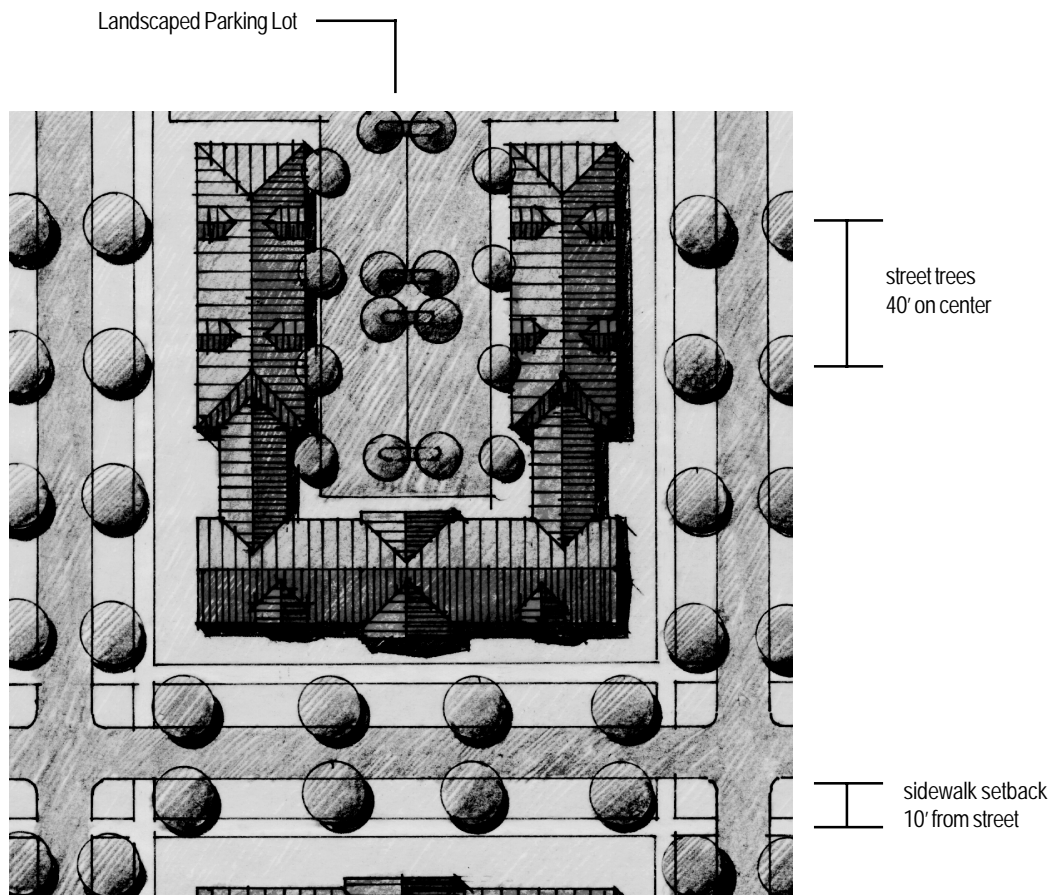 Landscaped Parking Lot
street trees
40' on center
sidewalk setback
10' from street